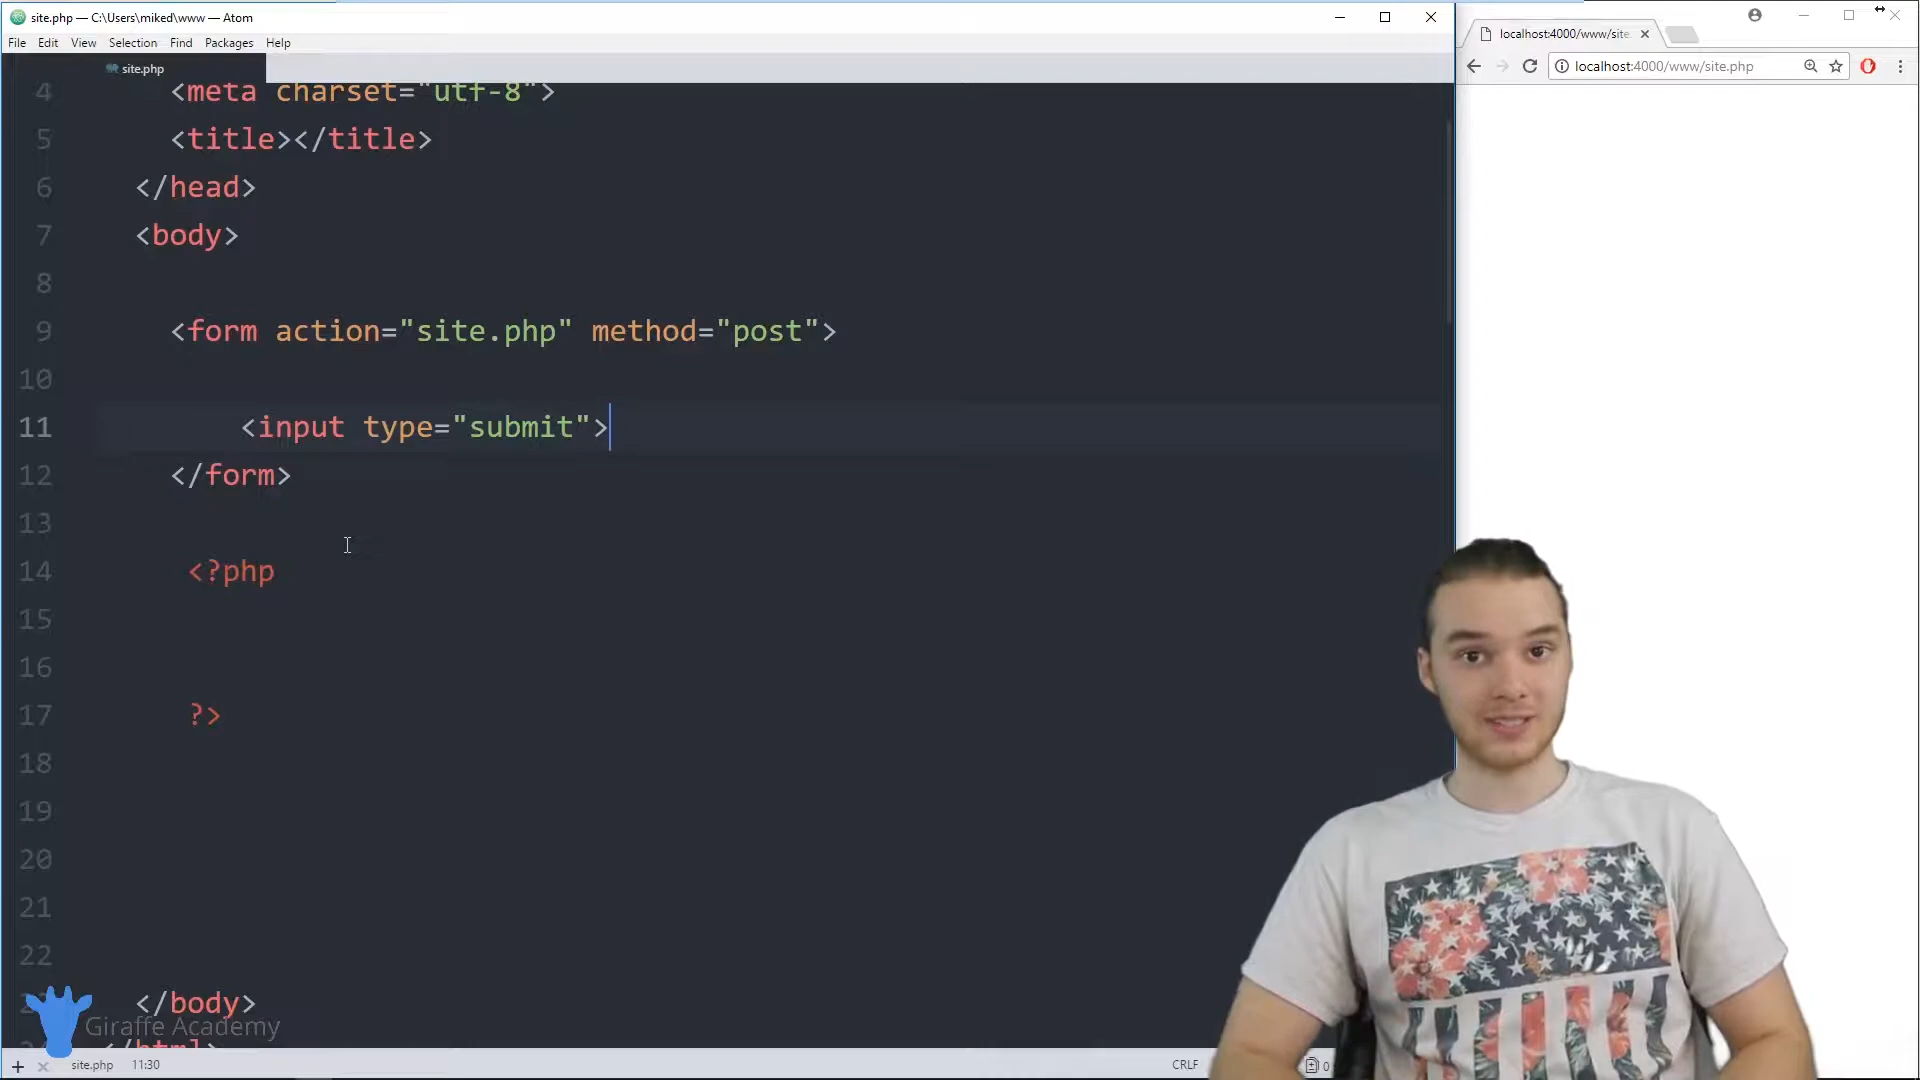 site.php — C:\Users\miked\www — Atom
File Edit View Selection Find Packages Help
site.php
localhost:4000/www/site
localhost:4000/www/site.php
4 <meta charset="utf-8">
5 <title></title>
6 </head>
7 <body>
8
9 <form action="site.php" method="post">
10
11 <input type="submit">
12 </form>
13
14 <?php
15
16
17 ?>
18
19
20
21
22
</body>
Giraffe Academy
</html>
site.php 11:30 CRLF 0